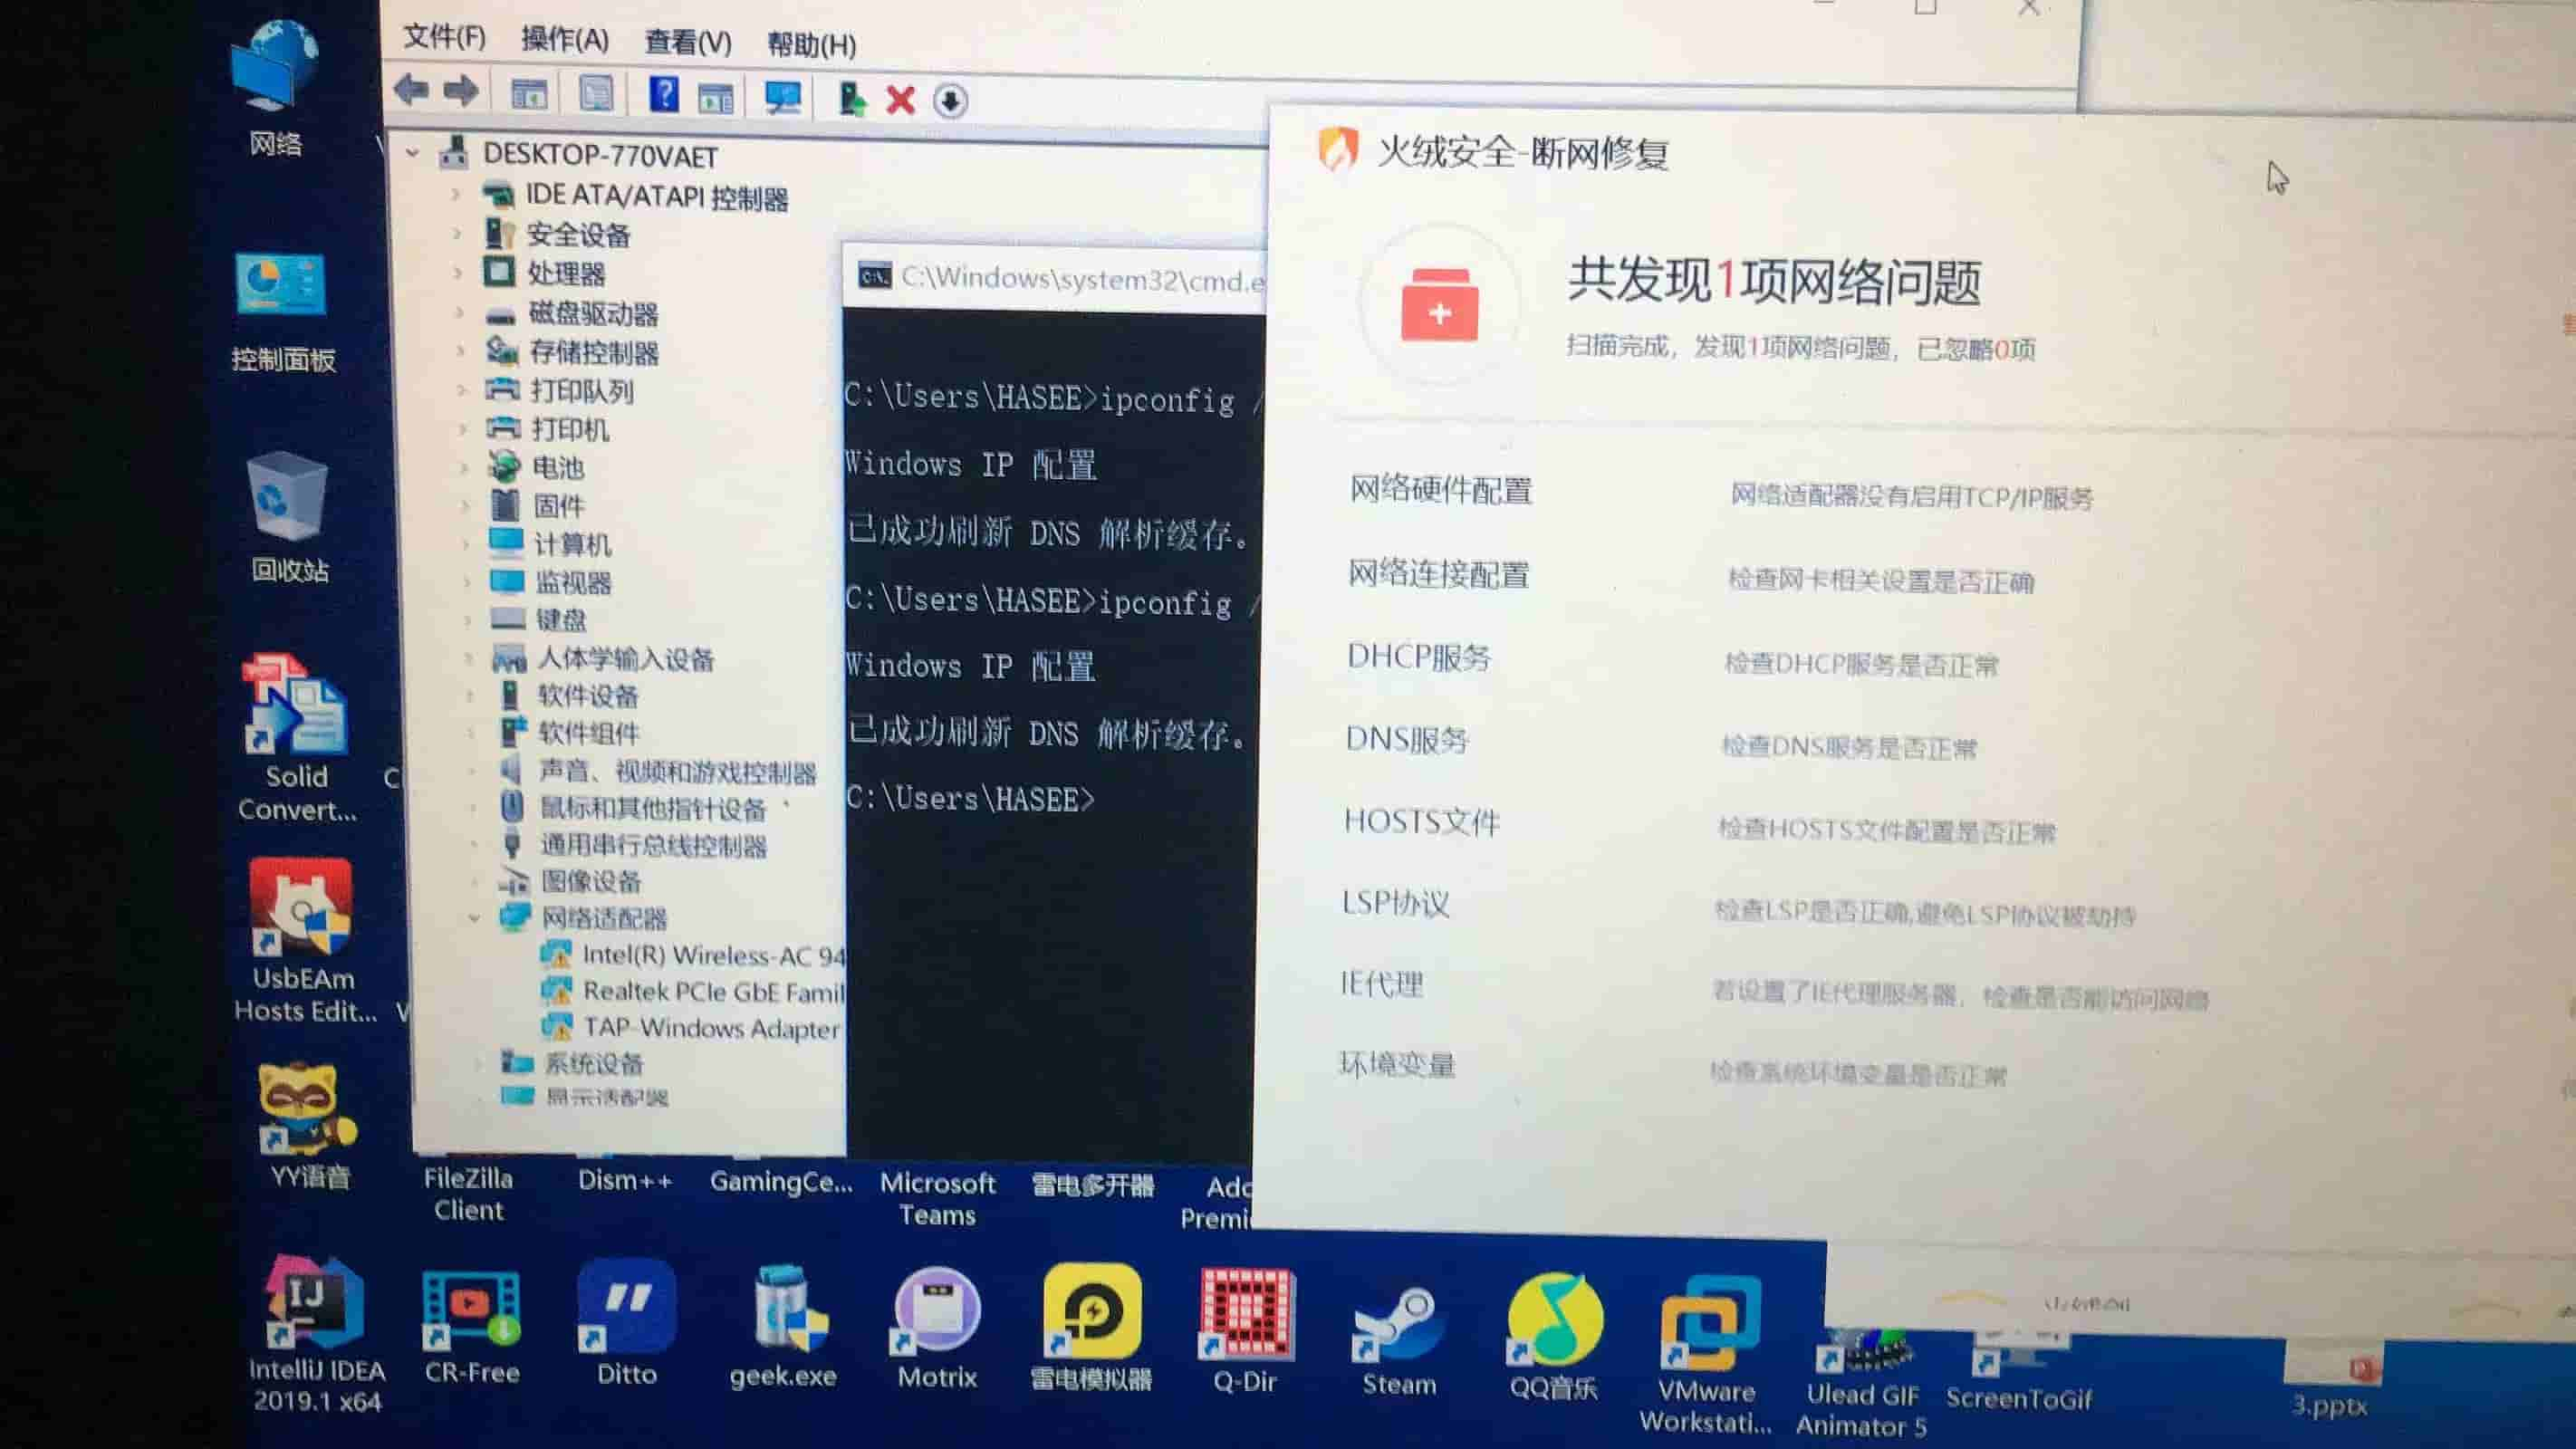 文件(F) 操作(A) 查看(V) 帮助(H)
DESKTOP-770VAET
IDE ATA/ATAPI 控制器
安全设备
处理器
磁盘驱动器
存储控制器
打印队列
打印机
电池
固件
计算机
监视器
键盘
人体学输入设备
软件设备
软件组件
声音、视频和游戏控制器
鼠标和其他指针设备
通用串行总线控制器
图像设备
网络适配器
Intel(R) Wireless-AC 94
Realtek PCIe GbE Famil
TAP-Windows Adapter
系统设备
显示适配器
C:\Windows\system32\cmd.e
C:\Users\HASEE>ipconfig /
Windows IP 配置
已成功刷新 DNS 解析缓存。
C:\Users\HASEE>ipconfig /
Windows IP 配置
已成功刷新 DNS 解析缓存。
C:\Users\HASEE>
火绒安全-断网修复
共发现1项网络问题
扫描完成，发现1项网络问题，已忽略0项
网络硬件配置 网络适配器没有启用TCP/IP服务
网络连接配置 检查网卡相关设置是否正确
DHCP服务 检查DHCP服务是否正常
DNS服务 检查DNS服务是否正常
HOSTS文件 检查HOSTS文件配置是否正常
LSP协议 检查LSP是否正确,避免LSP协议被劫持
IE代理 若设置了IE代理服务器，检查是否能访问网络
环境变量 检查系统环境变量是否正常
网络
控制面板
回收站
Solid
Convert...
UsbEAm
Hosts Edit...
YY语音
FileZilla
Client
Dism++
GamingCe...
Microsoft
Teams
雷电多开器
Adc
Premi
IntelliJ IDEA
2019.1 x64
CR-Free
Ditto
geek.exe
Motrix
雷电模拟器
Q-Dir
Steam
QQ音乐
VMware
Workstati...
Ulead GIF
Animator 5
ScreenToGif
3.pptx